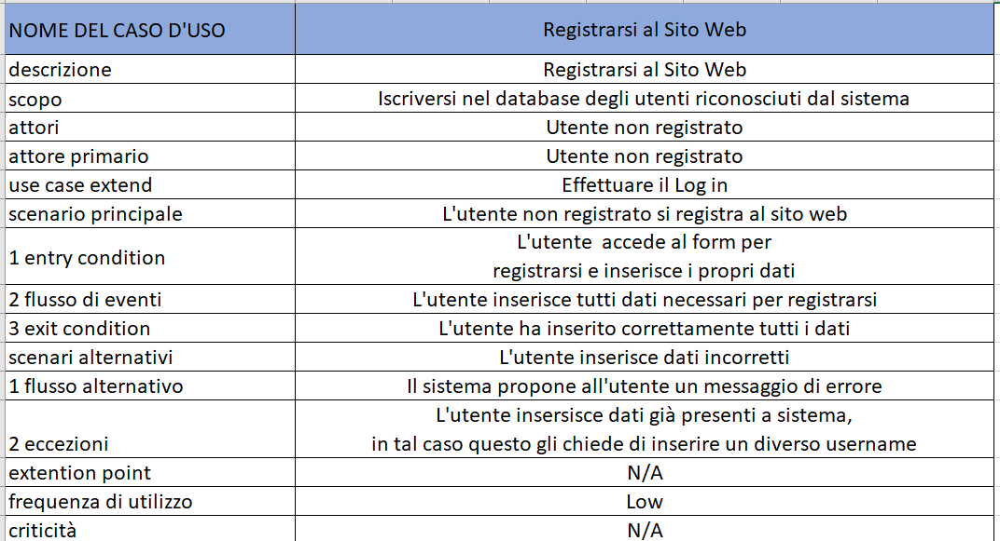 NOME DEL CASO D'USO Registrarsi al Sito Web
descrizione Registrarsi al Sito Web
scopo Iscriversi nel database degli utenti riconosciuti dal sistema
attori Utente non registrato
attore primario Utente non registrato
use case extend Effettuare il Log in
scenario principale L'utente non registrato si registra al sito web
1 entry condition L'utente accede al form per
registrarsi e inserisce i propri dati
2 flusso di eventi L'utente inserisce tutti dati necessari per registrarsi
3 exit condition L'utente ha inserito correttamente tutti i dati
scenari alternativi L'utente inserisce dati incorretti
1 flusso alternativo Il sistema propone all'utente un messaggio di errore
L'utente insersisce dati già presenti a sistema,
2 eccezioni in tal caso questo gli chiede di inserire un diverso username
extention point N/A
frequenza di utilizzo Low
criticità N/A